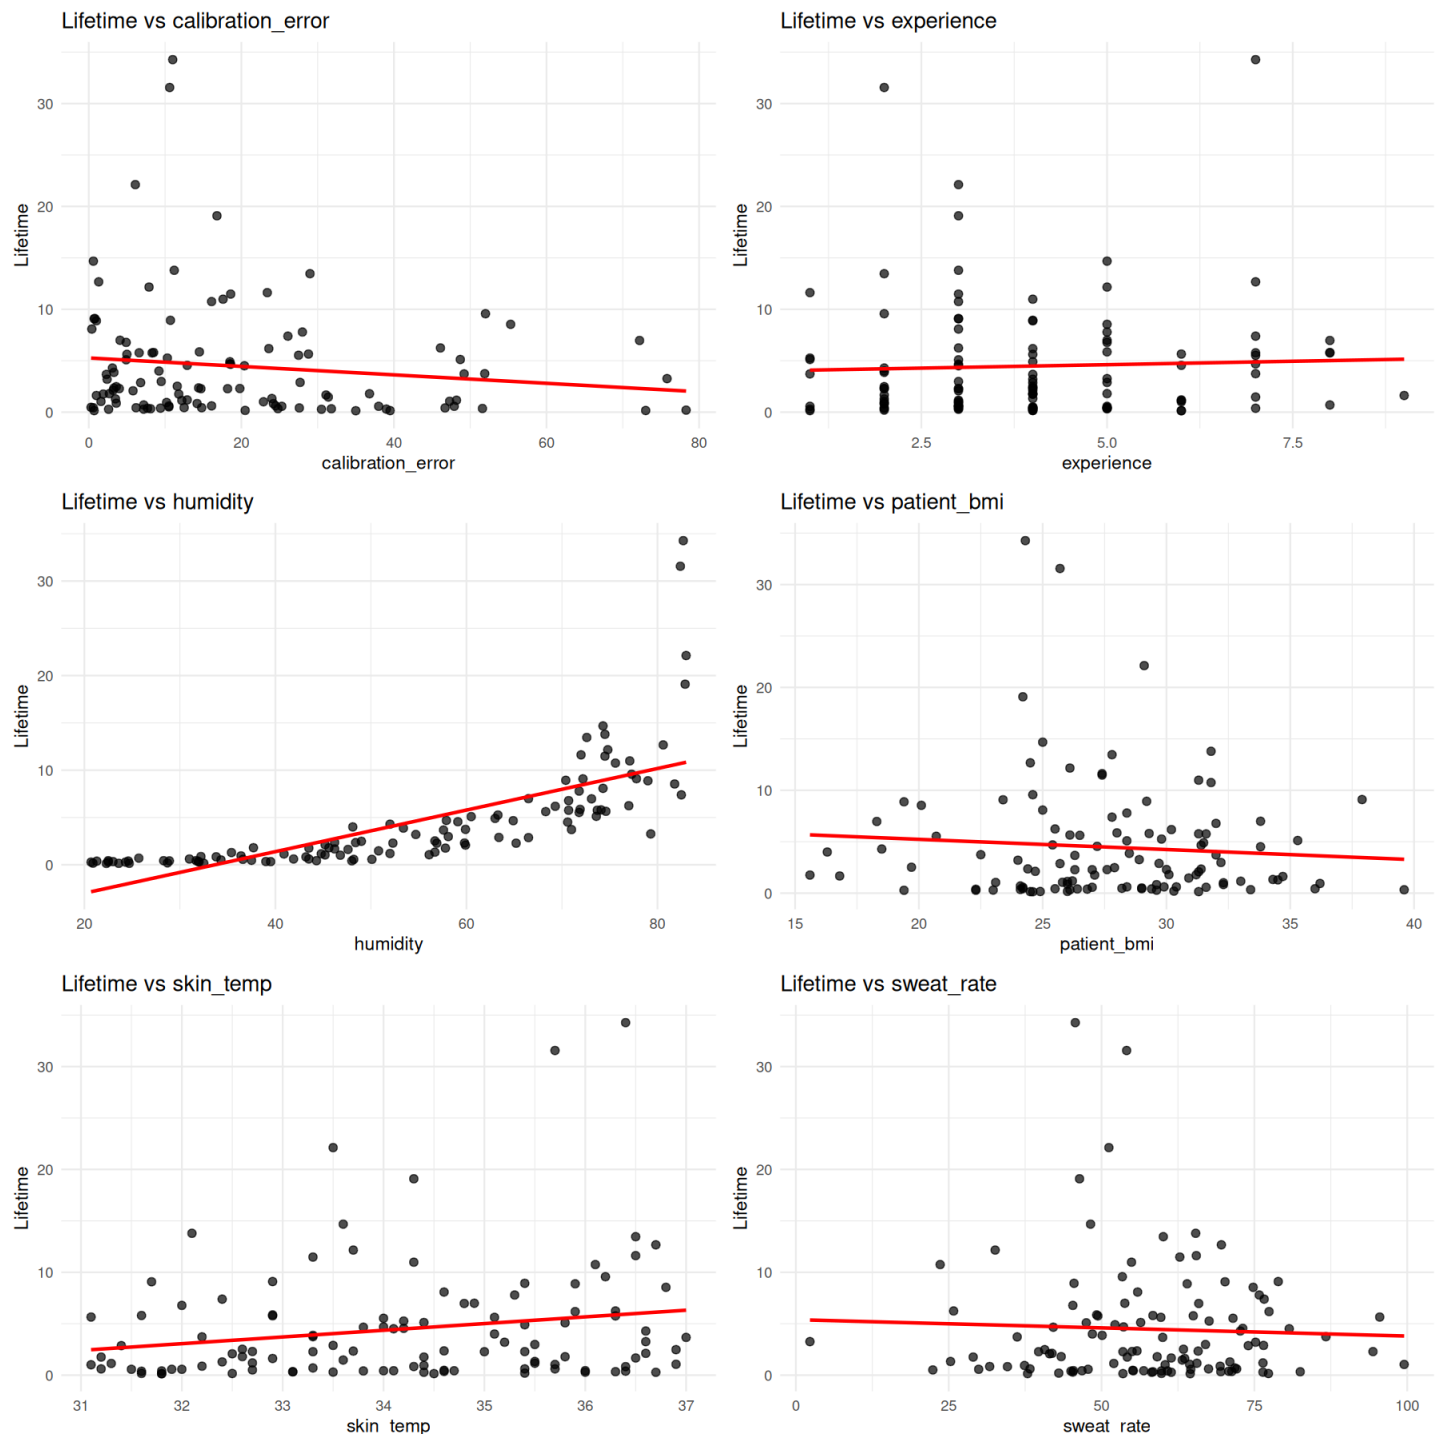 Lifetime vs calibration_error
Lifetime
30
20
10
0
0 20 40 60 80
calibration_error
Lifetime vs experience
Lifetime
30
20
10
0
2.5 5.0 7.5
experience
Lifetime vs humidity
Lifetime
30
20
10
0
20 40 60 80
humidity
Lifetime vs patient_bmi
Lifetime
30
20
10
0
15 20 25 30 35 40
patient_bmi
Lifetime vs skin_temp
Lifetime
30
20
10
0
31 32 33 34 35 36 37
skin_temp
Lifetime vs sweat_rate
Lifetime
30
20
10
0
0 25 50 75 100
sweat_rate